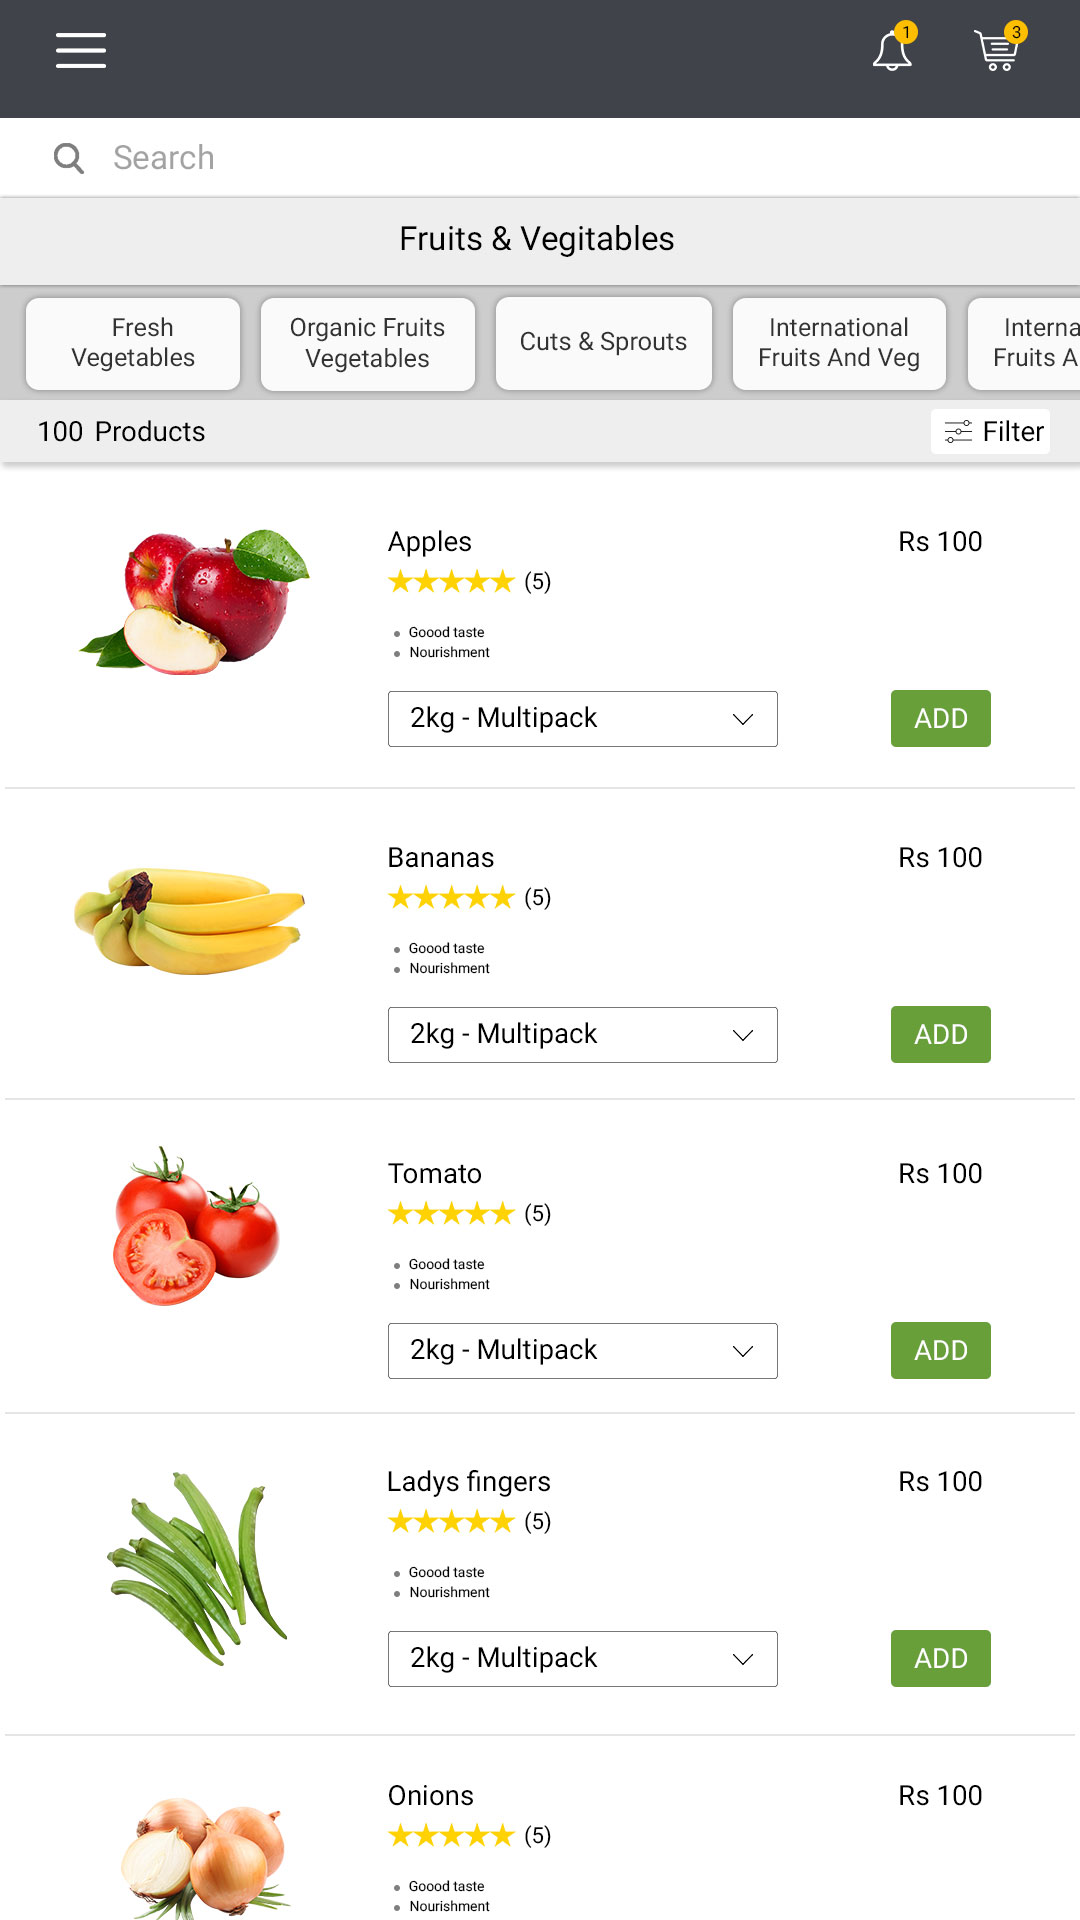 1
3
Search
Fruits & Vegitables
Fresh
Vegetables
Organic Fruits
Vegetables
Cuts & Sprouts
International
Fruits And Veg
Interna
Fruits A
100 Products
Filter
Apples
Rs 100
(5)
Goood taste
Nourishment
2kg - Multipack
ADD
Bananas
Rs 100
(5)
Goood taste
Nourishment
2kg - Multipack
ADD
Tomato
Rs 100
(5)
Goood taste
Nourishment
2kg - Multipack
ADD
Ladys fingers
Rs 100
(5)
Goood taste
Nourishment
2kg - Multipack
ADD
Onions
Rs 100
(5)
Goood taste
Nourishment